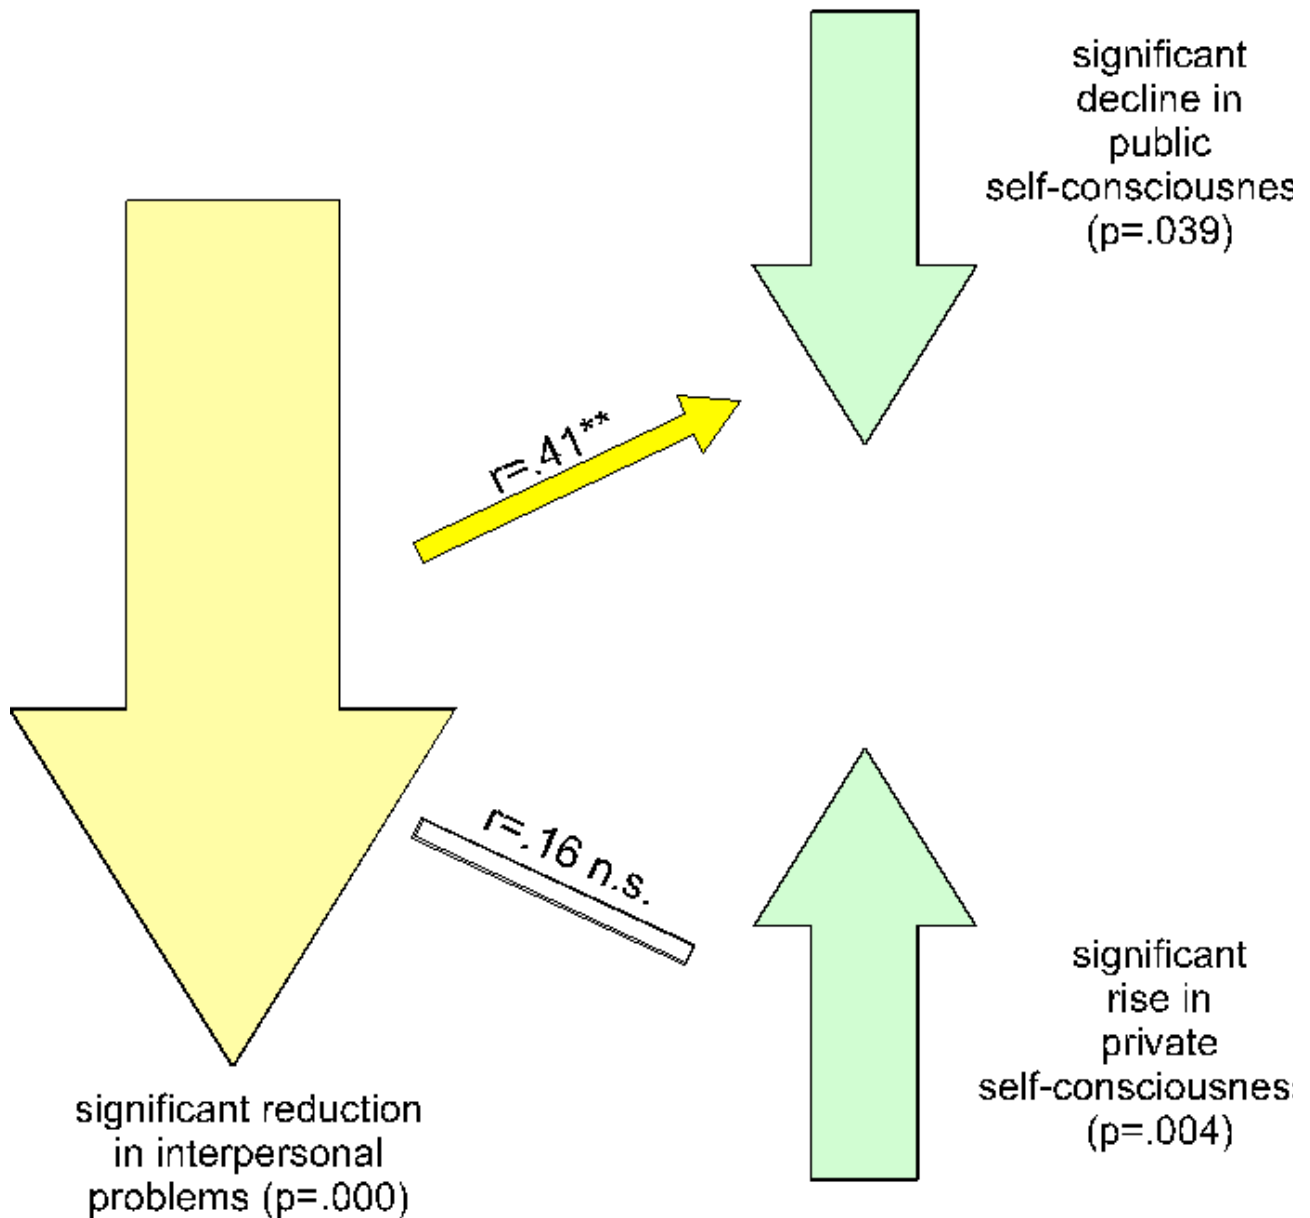 significant
decline in
public
self-consciousnes
(p=.039)
r=.41**
r=.16 n.s.
significant
rise in
private
self-consciousness
(p=.004)
significant reduction
in interpersonal
problems (p=.000)